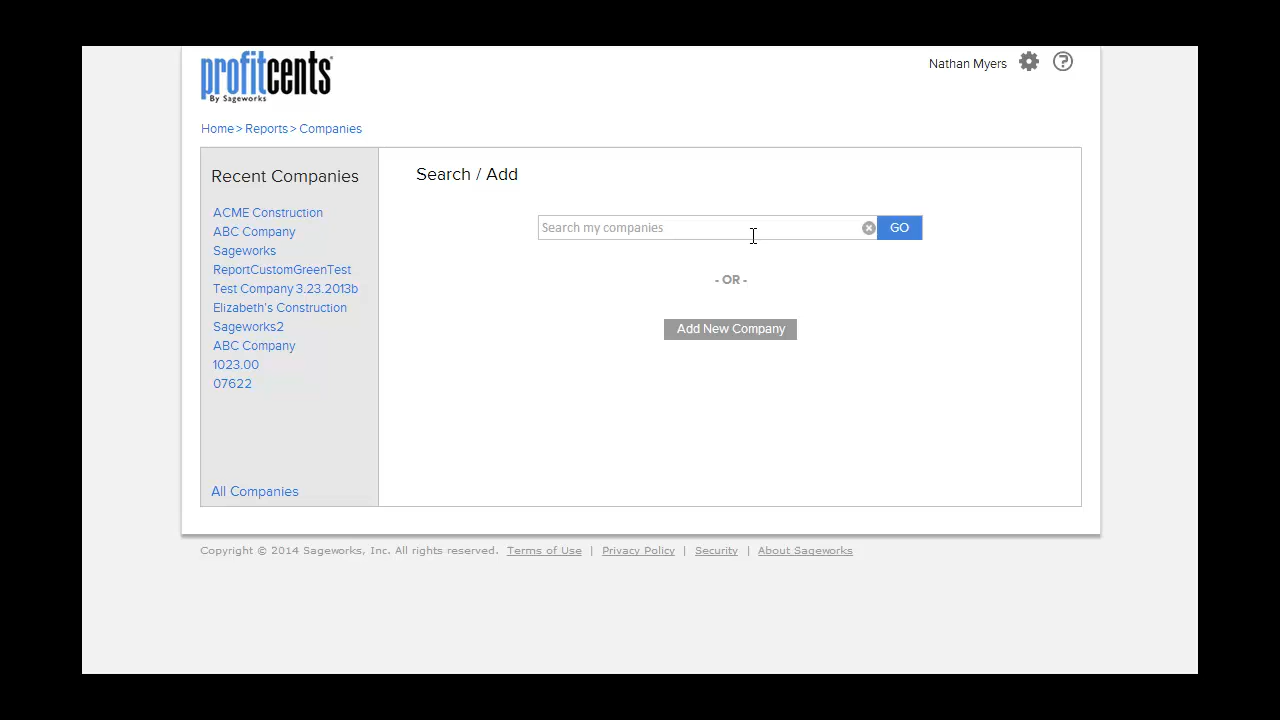 profitcents
By Sageworks
Nathan Myers
Home > Reports > Companies
Recent Companies
ACME Construction
ABC Company
Sageworks
ReportCustomGreenTest
Test Company 3.23.2013b
Elizabeth's Construction
Sageworks2
ABC Company
1023.00
07622
All Companies
Search / Add
Search my companies
GO
- OR -
Add New Company
Copyright © 2014 Sageworks, Inc. All rights reserved. Terms of Use | Privacy Policy | Security | About Sageworks